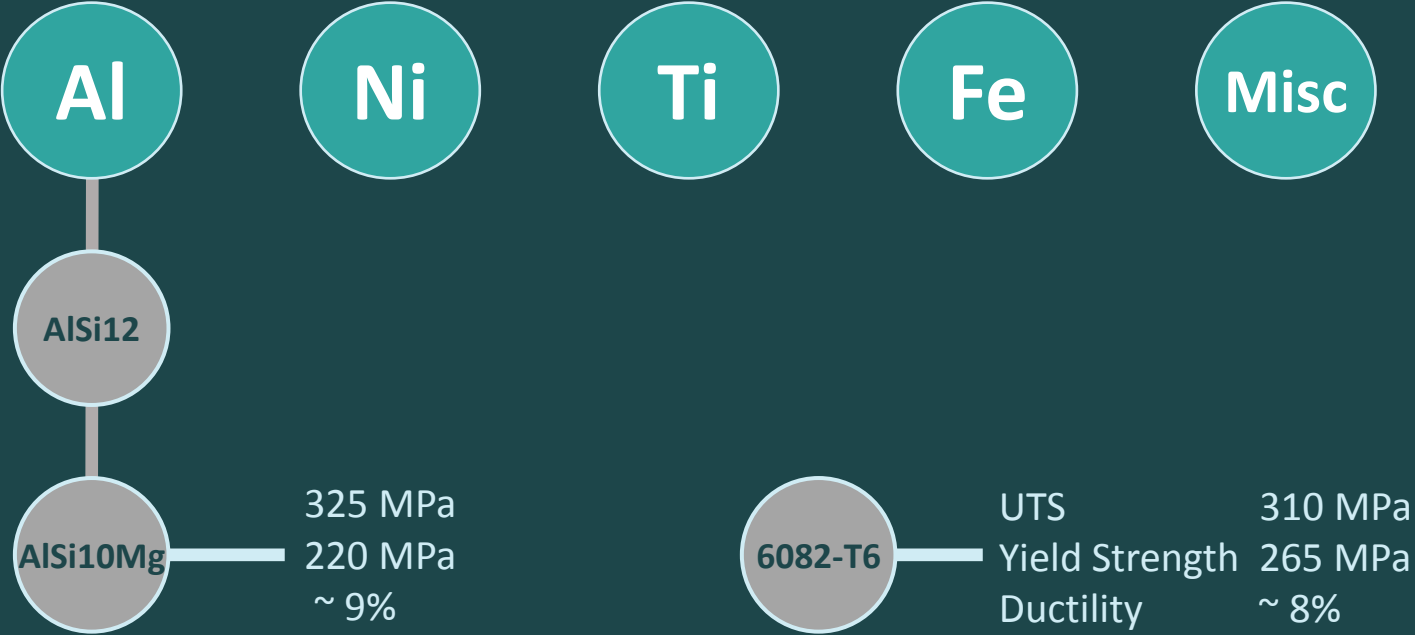 Al
Ni
Ti
Fe
Misc
AlSi12
AlSi10Mg
325 MPa
220 MPa
~ 9%
6082-T6
UTS 310 MPa
Yield Strength 265 MPa
Ductility ~ 8%